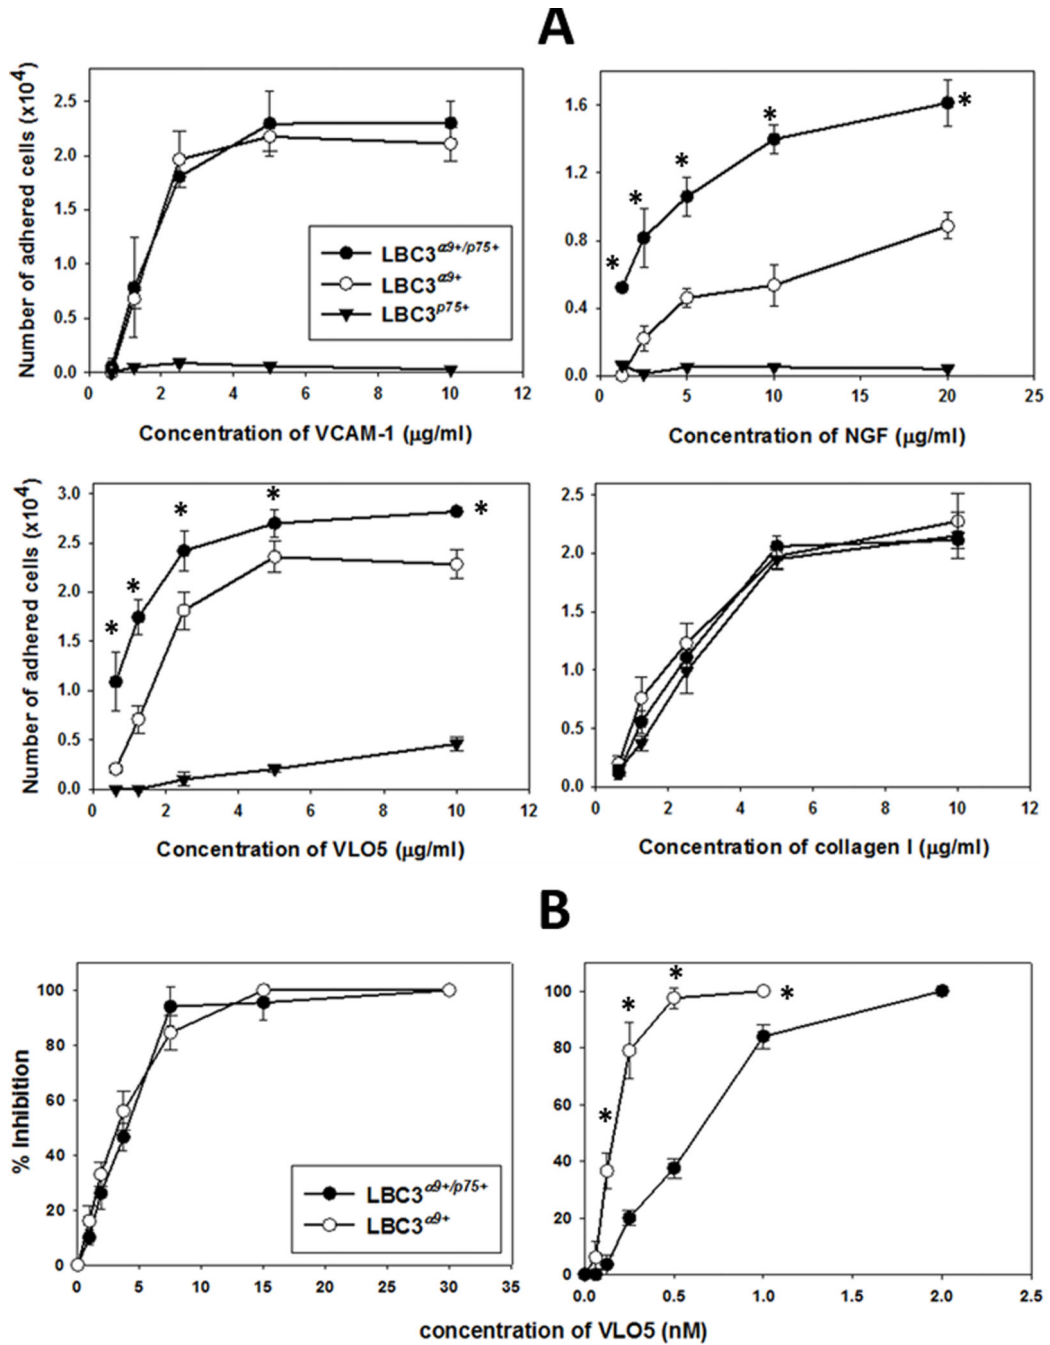 A
Number of adhered cells (x10⁴)
2.5
2.0
1.5
1.0
0.5
0.0
0 2 4 6 8 10 12
Concentration of VCAM-1 (μg/ml)
LBC3α9+/p75+
LBC3α9+
LBC3p75+
1.6
1.2
0.8
0.4
0.0
0 5 10 15 20 25
Concentration of NGF (μg/ml)
* * * * *
Number of adhered cells (x10⁴)
3.0
2.5
2.0
1.5
1.0
0.5
0.0
0 2 4 6 8 10 12
Concentration of VLO5 (μg/ml)
* * * * *
2.5
2.0
1.5
1.0
0.5
0.0
0 2 4 6 8 10 12
Concentration of collagen I (μg/ml)
B
% Inhibition
100
80
60
40
20
0
0 5 10 15 20 25 30 35
LBC3α9+/p75+
LBC3α9+
100
80
60
40
20
0
0.0 0.5 1.0 1.5 2.0 2.5
* * * *
concentration of VLO5 (nM)